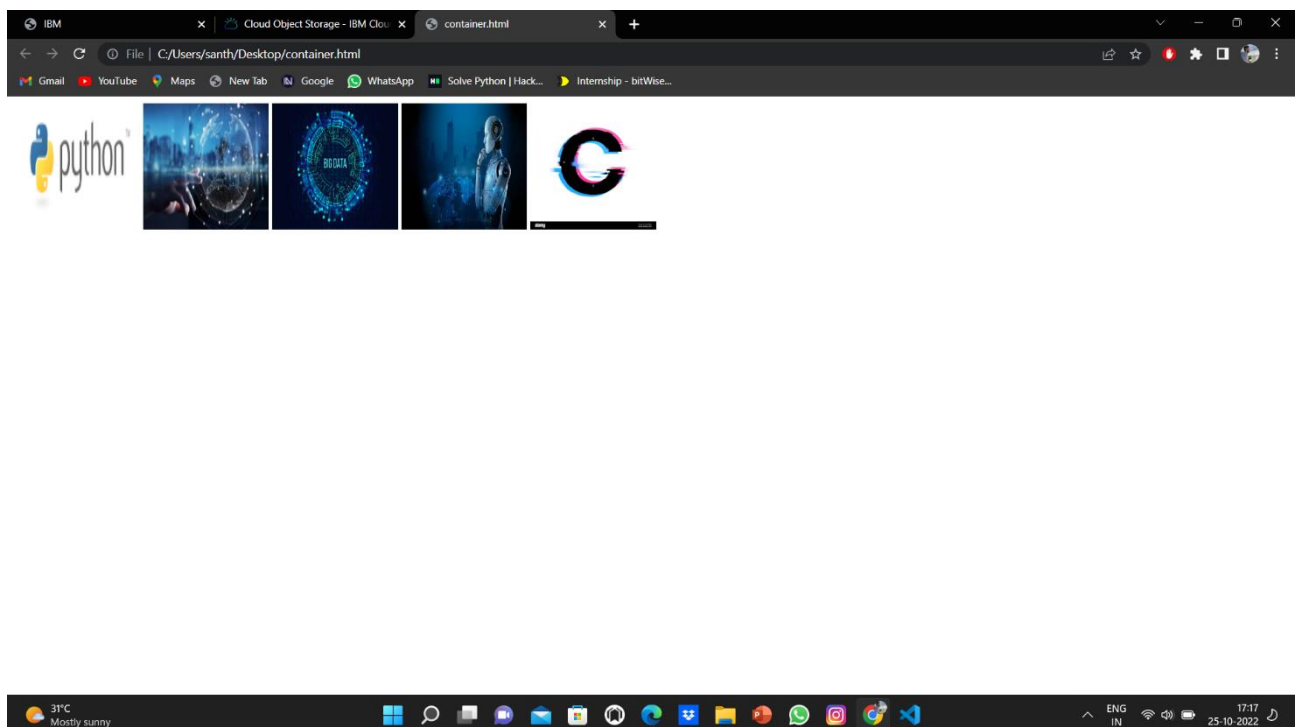 IBM
Cloud Object Storage - IBM Clou
container.html
File | C:/Users/santh/Desktop/container.html
Gmail YouTube Maps New Tab Google WhatsApp Solve Python | Hack... Internship - bitWise...
python
BIG DATA
C
31°C
Mostly sunny
ENG
IN
17:17
25-10-2022